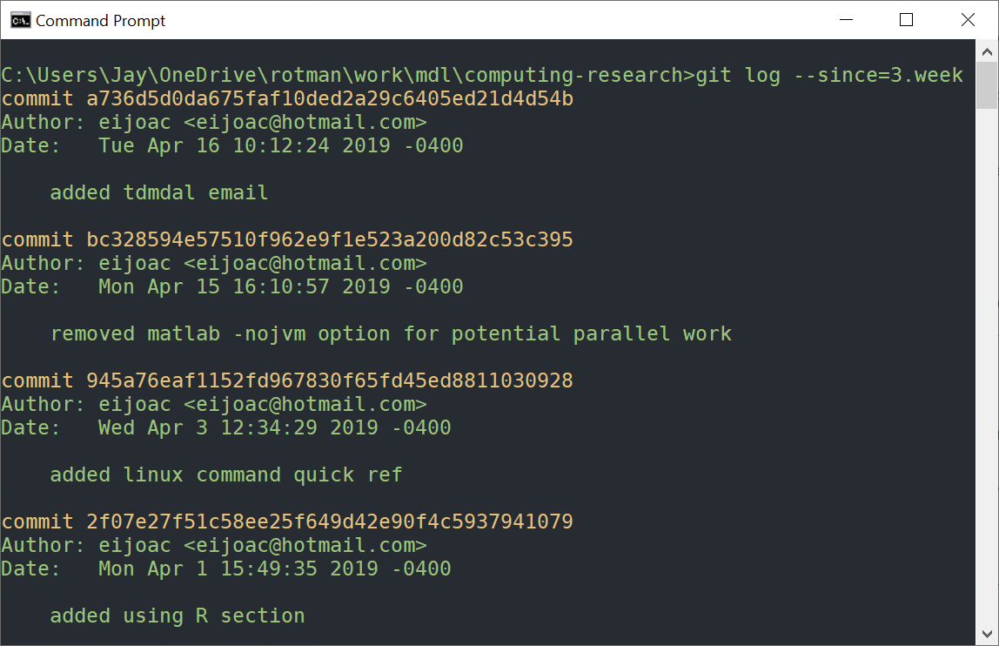 Command Prompt
C:\Users\Jay\OneDrive\rotman\work\mdl\computing-research>git log --since=3.week
commit a736d5d0da675faf10ded2a29c6405ed21d4d54b
Author: eijoac <eijoac@hotmail.com>
Date:   Tue Apr 16 10:12:24 2019 -0400
    added tdmdal email
commit bc328594e57510f962e9f1e523a200d82c53c395
Author: eijoac <eijoac@hotmail.com>
Date:   Mon Apr 15 16:10:57 2019 -0400
    removed matlab -nojvm option for potential parallel work
commit 945a76eaf1152fd967830f65fd45ed8811030928
Author: eijoac <eijoac@hotmail.com>
Date:   Wed Apr 3 12:34:29 2019 -0400
    added linux command quick ref
commit 2f07e27f51c58ee25f649d42e90f4c5937941079
Author: eijoac <eijoac@hotmail.com>
Date:   Mon Apr 1 15:49:35 2019 -0400
    added using R section